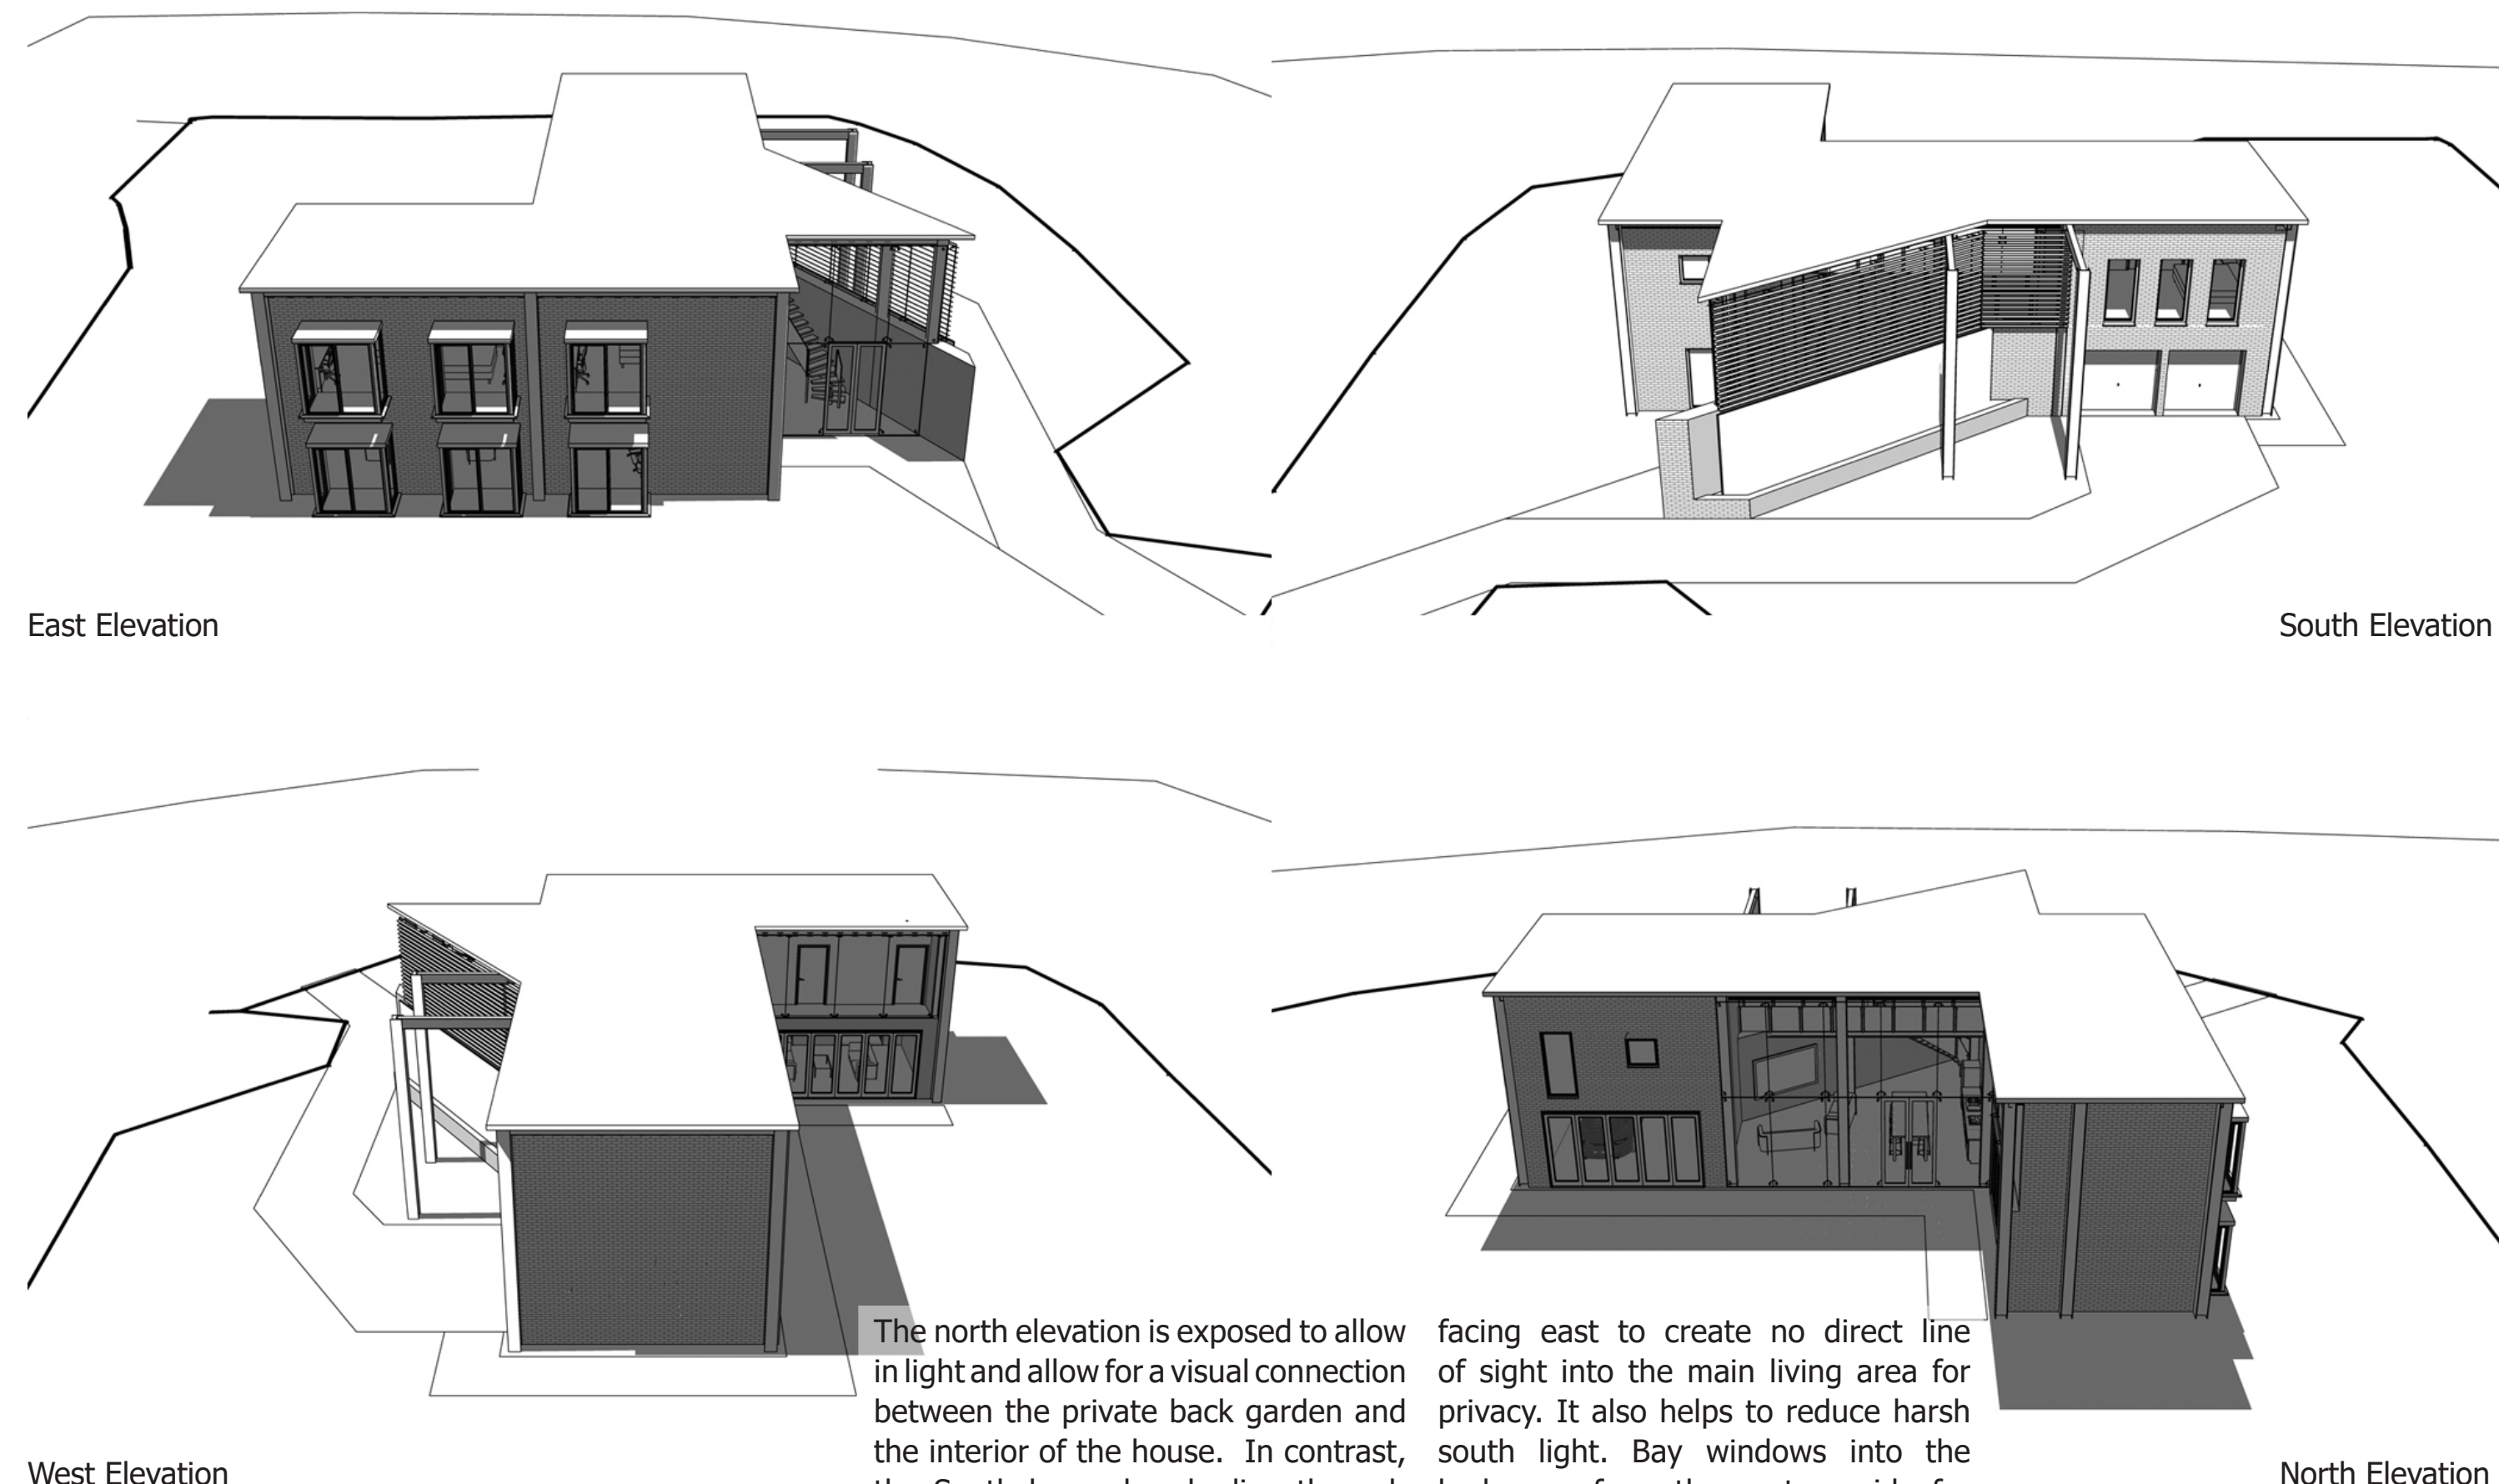 East Elevation
South Elevation
The north elevation is exposed to allow
in light and allow for a visual connection
between the private back garden and
the interior of the house. In contrast,
facing east to create no direct line
of sight into the main living area for
privacy. It also helps to reduce harsh
south light. Bay windows into the
West Elevation
North Elevation